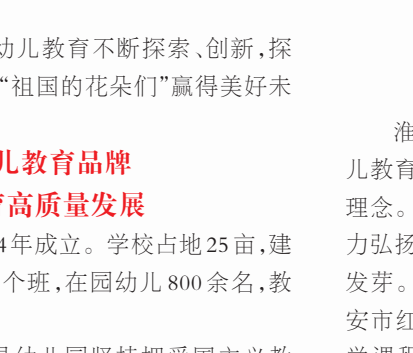 幼儿教育不断探索、创新,探
“祖国的花朵们”赢得美好未
儿教育品牌
育高质量发展
4年成立。学校占地25亩,建
个班,在园幼儿800余名,教
淮
儿教育
理念。
力弘扬
发芽。
安市红